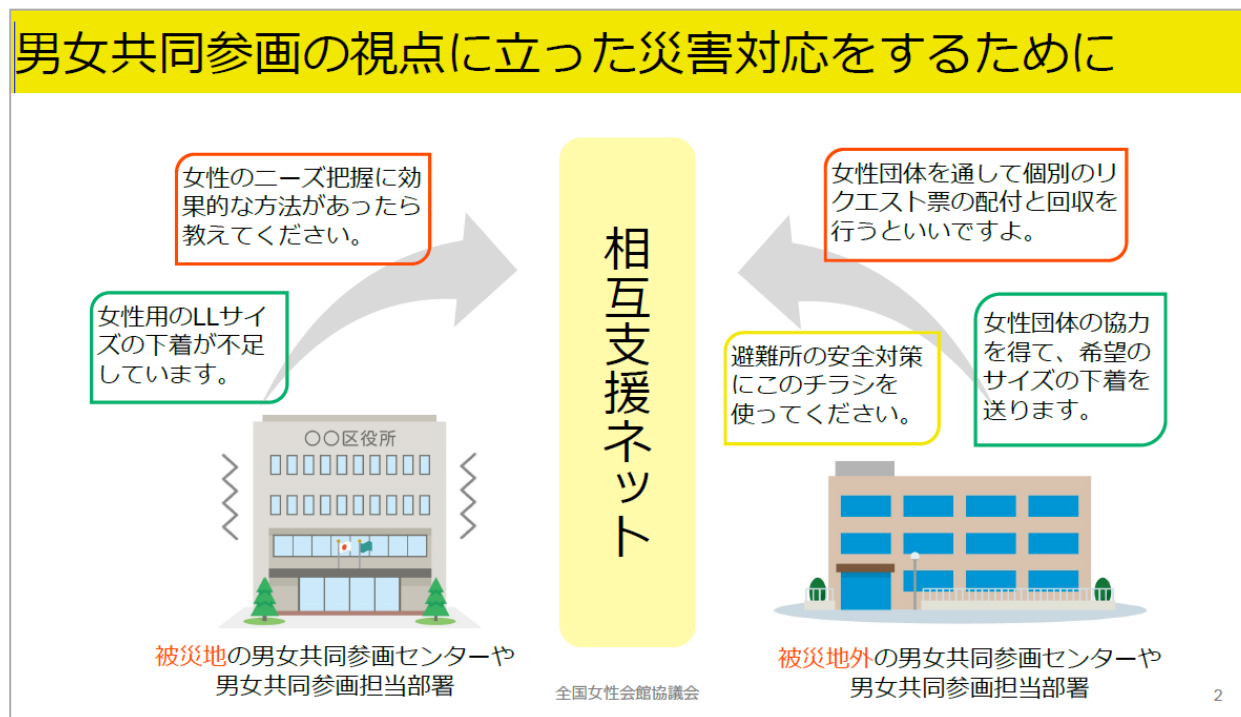 男女共同参画の視点に立った災害対応をするために
女性のニーズ把握に効
果的な方法があったら
教えてください。
女性用のLLサイ
ズの下着が不足
しています。
〇〇区役所
被災地の男女共同参画センターや
男女共同参画担当部署
相互支援ネット
女性団体を通して個別のリ
クエスト票の配付と回収を
行うといいですよ。
避難所の安全対策
にこのチラシを
使ってください。
女性団体の協力
を得て、希望の
サイズの下着を
送ります。
被災地外の男女共同参画センターや
男女共同参画担当部署
全国女性会館協議会
2